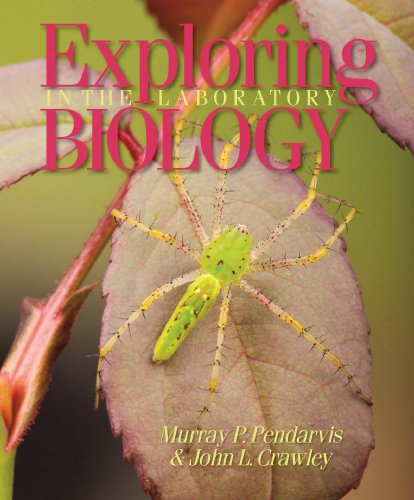 Exploring
IN THE LABORATORY
BIOLOGY
Murray P. Pendarvis
& John L. Crawley